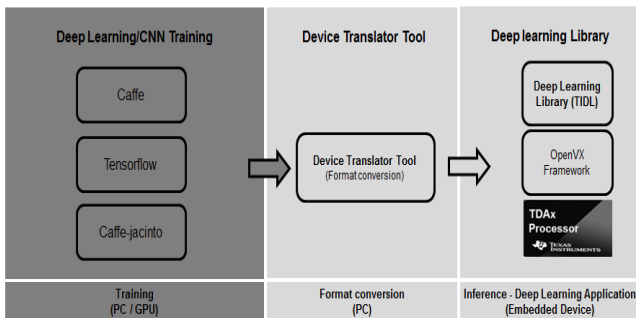 Deep Learning/CNN Training
Caffe
Tensorflow
Caffe-jacinto
Training
(PC / GPU)
Device Translator Tool
Device Translator Tool
(Format conversion)
Format conversion
(PC)
Deep learning Library
Deep Learning
Library (TIDL)
OpenVX
Framework
TDAx
Processor
TEXAS
INSTRUMENTS
Inference - Deep Learning Application
(Embedded Device)